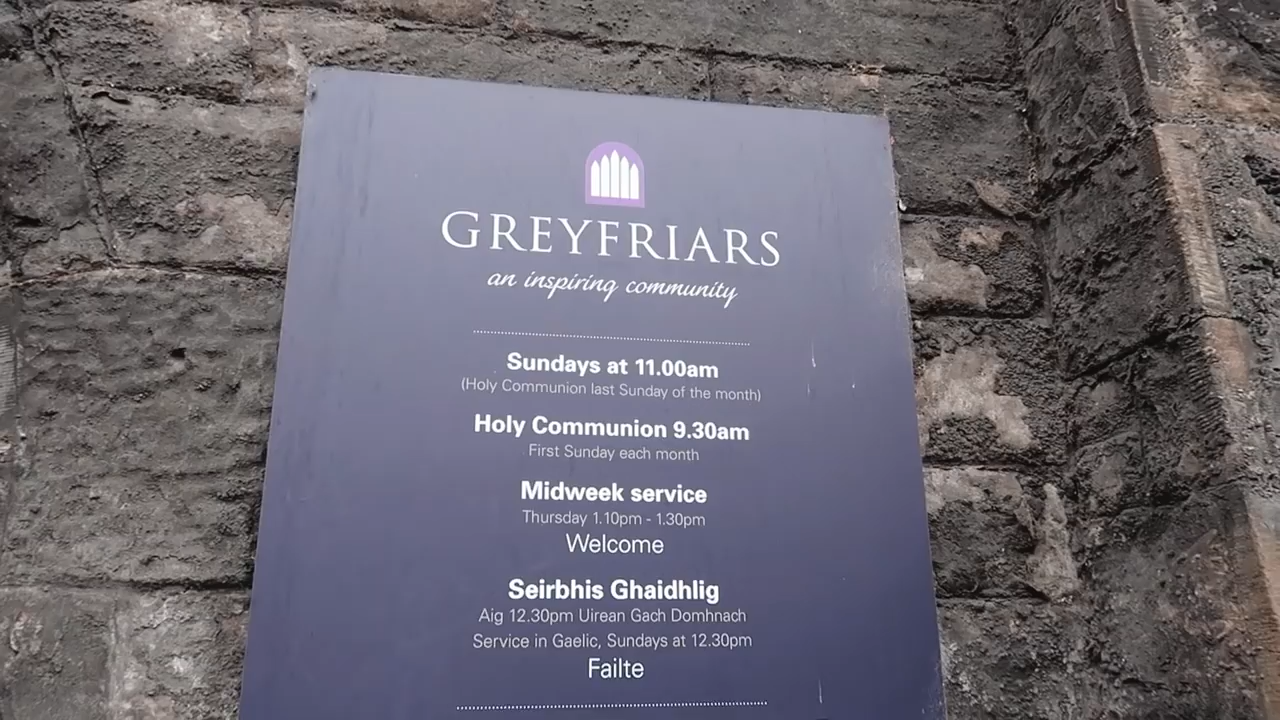 GREYFRIARS
an inspiring community
Sundays at 11.00am
(Holy Communion last Sunday of the month)
Holy Communion 9.30am
First Sunday each month
Midweek service
Thursday 1.10pm - 1.30pm
Welcome
Seirbhis Ghaidhlig
Aig 12.30pm Uirean Gach Domhnach
Service in Gaelic, Sundays at 12.30pm
Failte